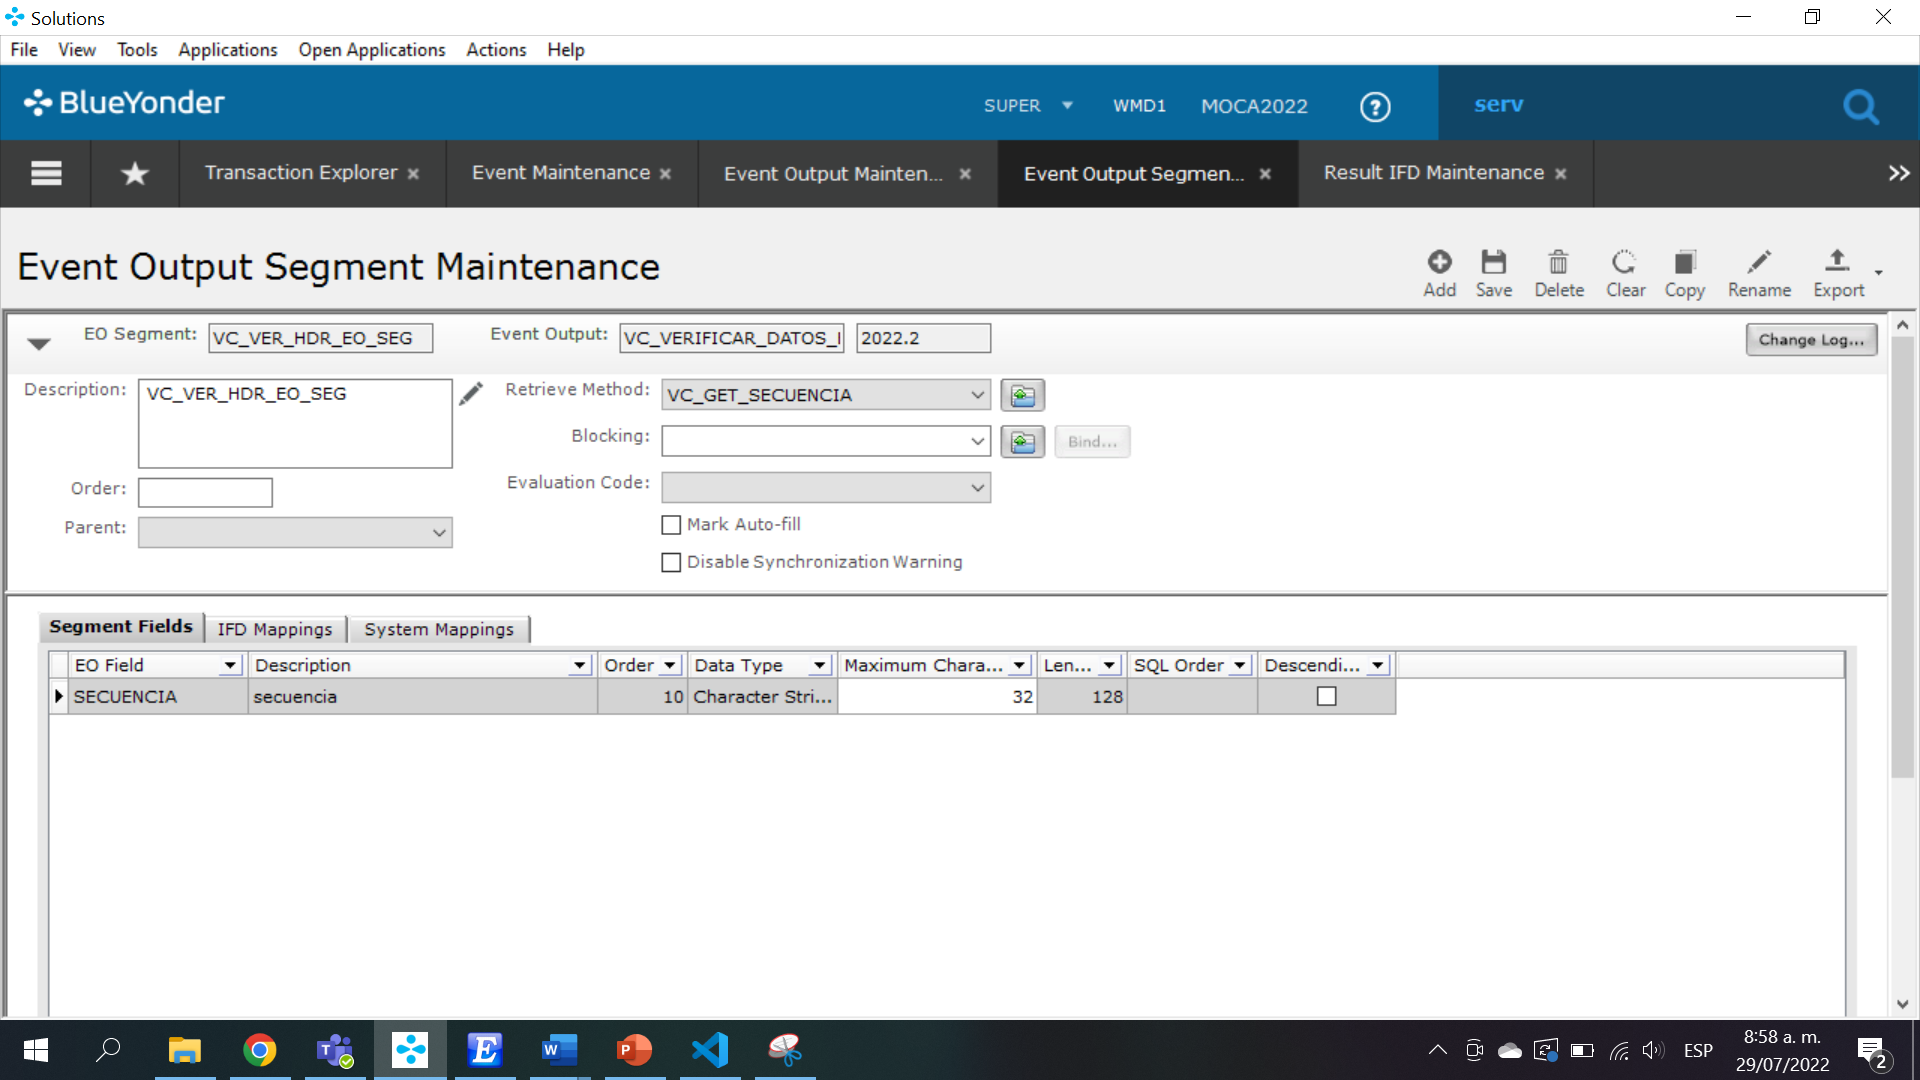 Solutions
File View Tools Applications Open Applications Actions Help
BlueYonder SUPER WMD1 MOCA2022 ? serv
Transaction Explorer × Event Maintenance × Event Output Mainten... × Event Output Segmen... × Result IFD Maintenance ×
Event Output Segment Maintenance
Add Save Delete Clear Copy Rename Export
EO Segment: VC_VER_HDR_EO_SEG Event Output: VC_VERIFICAR_DATOS_I 2022.2 Change Log...
Description: VC_VER_HDR_EO_SEG Retrieve Method: VC_GET_SECUENCIA
Blocking: Bind...
Order: Evaluation Code:
Parent: Mark Auto-fill
Disable Synchronization Warning
Segment Fields IFD Mappings System Mappings
EO Field Description Order Data Type Maximum Chara... Len... SQL Order Descendi...
SECUENCIA secuencia 10 Character Stri... 32 128
8:58 a. m.
ESP
29/07/2022
2